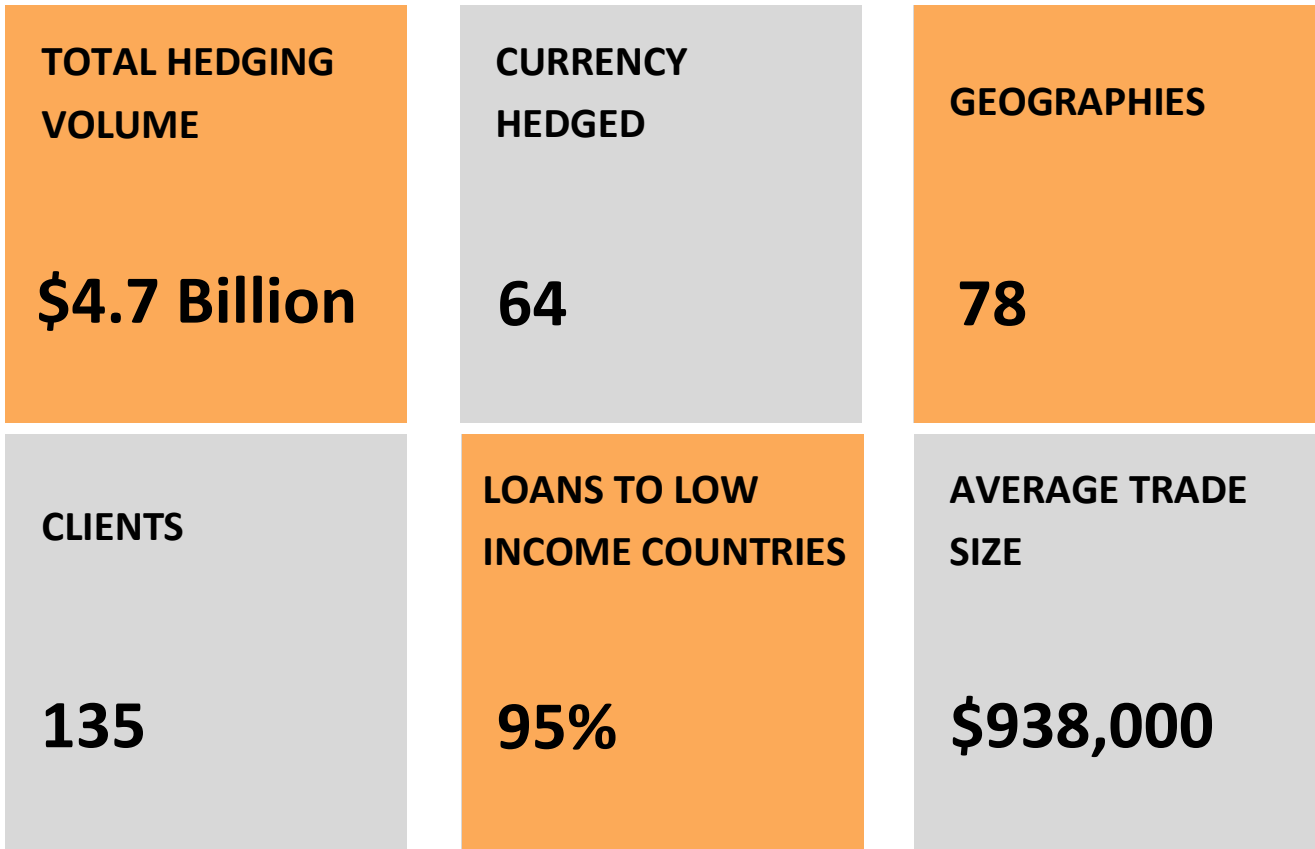 TOTAL HEDGING
VOLUME
$4.7 Billion
CURRENCY
HEDGED
64
GEOGRAPHIES
78
CLIENTS
135
LOANS TO LOW
INCOME COUNTRIES
95%
AVERAGE TRADE
SIZE
$938,000